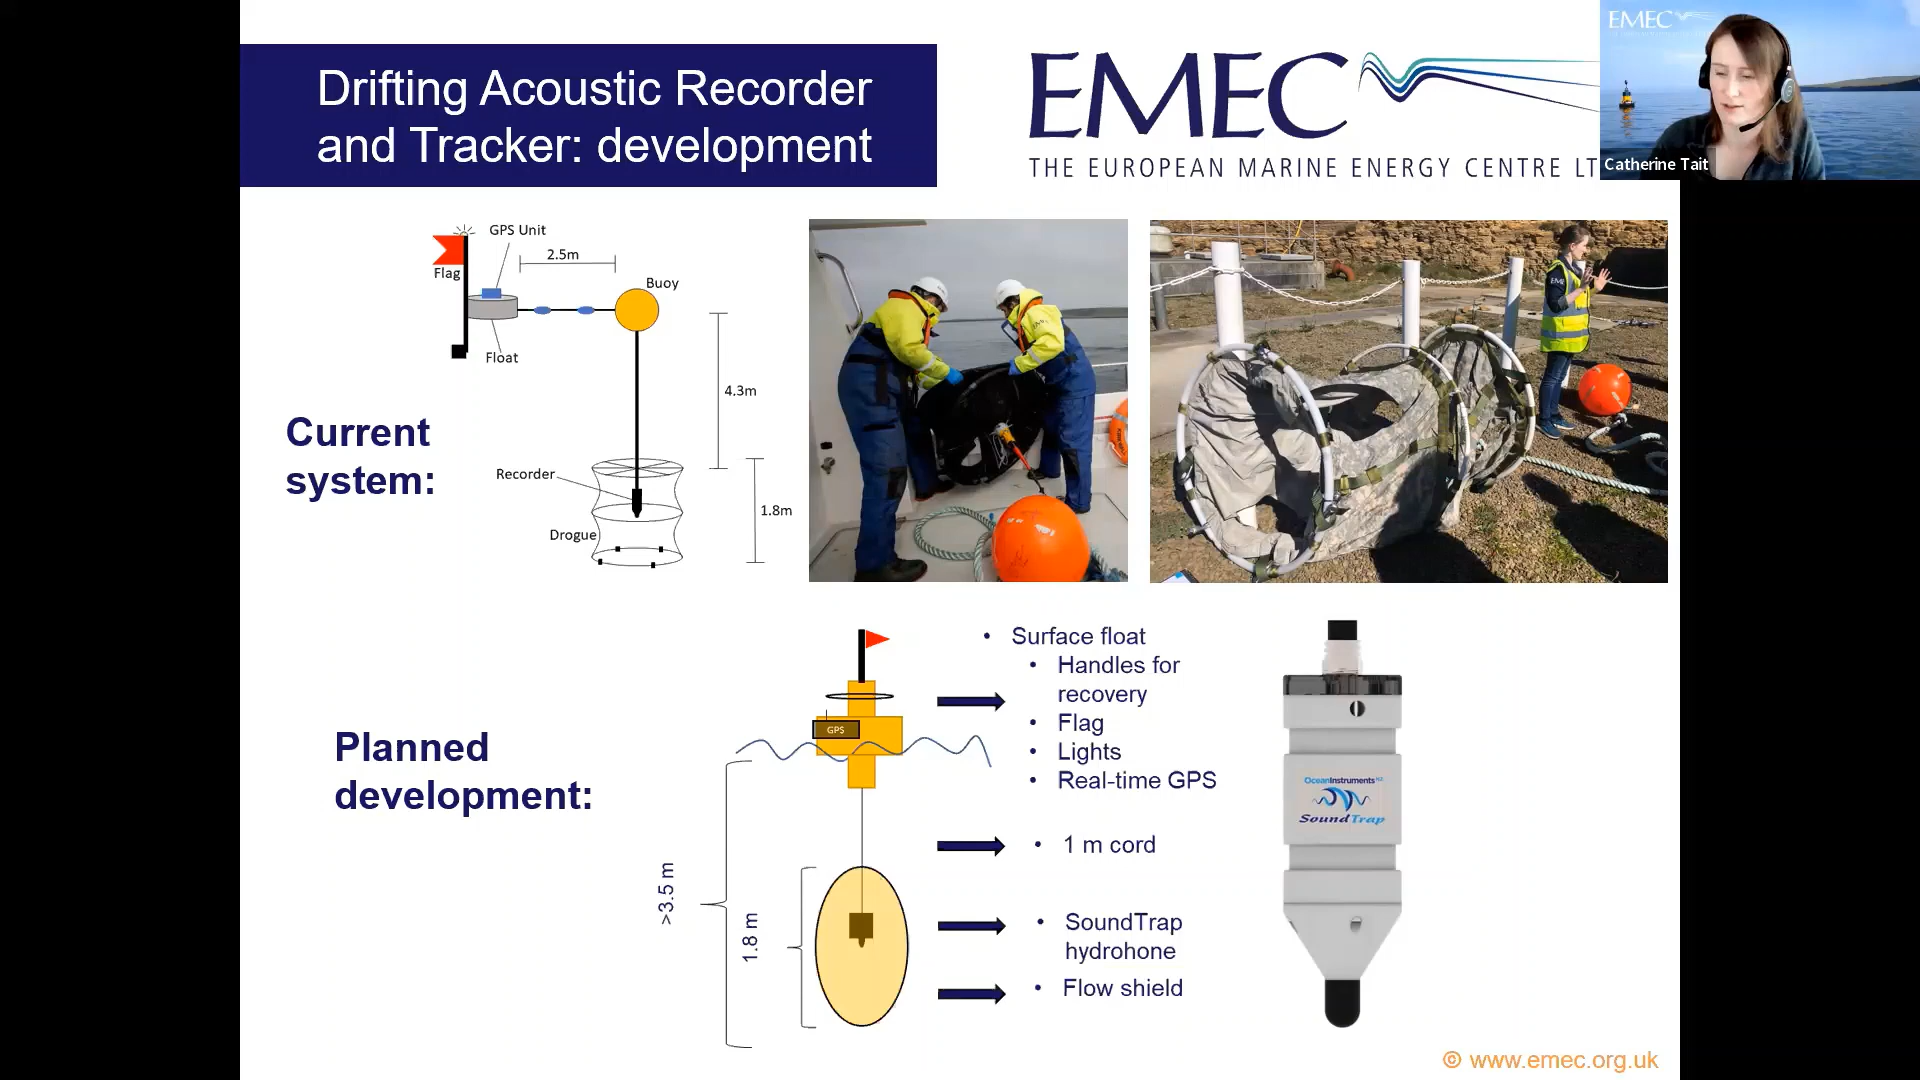 Drifting Acoustic Recorder
and Tracker: development
EMEC
THE EUROPEAN MARINE ENERGY CENTRE LT
EMEC
Catherine Tait
GPS Unit
2.5m
Flag
Buoy
Float
4.3m
Current
system:
Recorder
1.8m
Drogue
Planned
development:
GPS
>3.5 m
1.8 m
• Surface float
• Handles for
recovery
• Flag
• Lights
• Real-time GPS
• 1 m cord
• SoundTrap
hydrohone
• Flow shield
OceanInstruments NZ
SoundTrap
© www.emec.org.uk